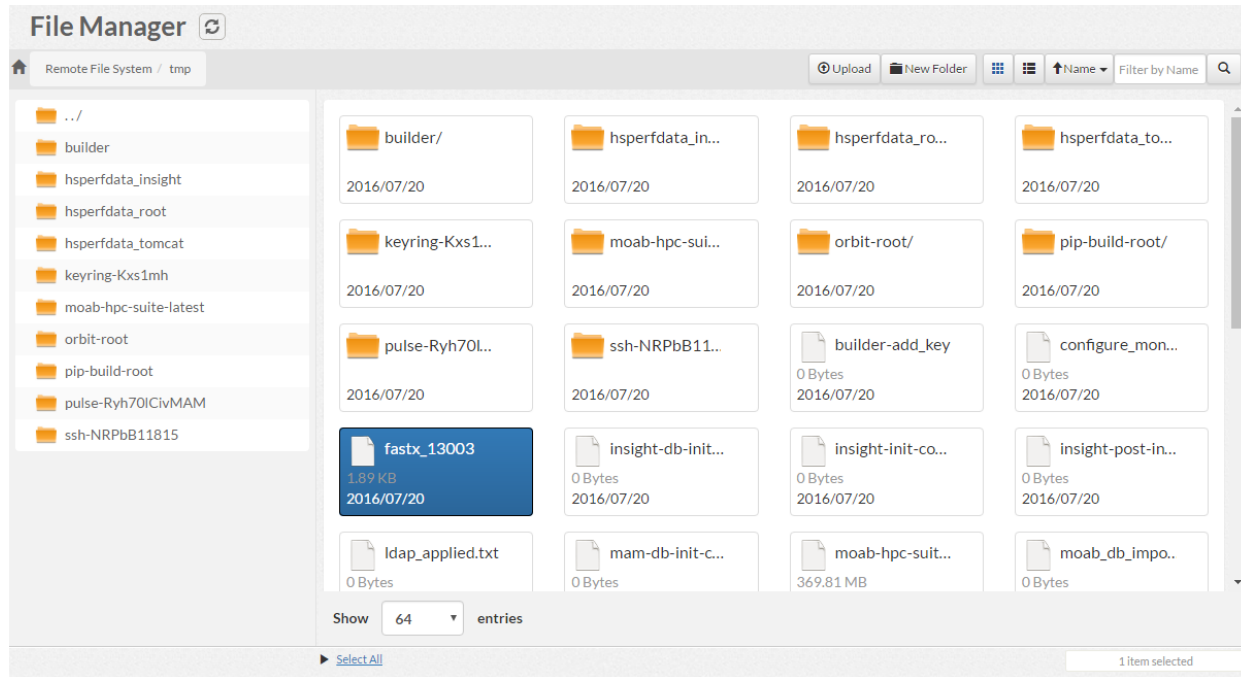 File Manager
Remote File System / tmp
Upload
New Folder
Name
Filter by Name
../
builder
hsperfdata_insight
hsperfdata_root
hsperfdata_tomcat
keyring-Kxs1mh
moab-hpc-suite-latest
orbit-root
pip-build-root
pulse-Ryh70lCivMAM
ssh-NRPbB11815
builder/
2016/07/20
hsperfdata_in...
2016/07/20
hsperfdata_ro...
2016/07/20
hsperfdata_to...
2016/07/20
keyring-Kxs1...
2016/07/20
moab-hpc-sui...
2016/07/20
orbit-root/
2016/07/20
pip-build-root/
2016/07/20
pulse-Ryh70l...
2016/07/20
ssh-NRPbB11...
2016/07/20
builder-add_key
0 Bytes
2016/07/20
configure_mon...
0 Bytes
2016/07/20
fastx_13003
1.89 KB
2016/07/20
insight-db-init...
0 Bytes
2016/07/20
insight-init-co...
0 Bytes
2016/07/20
insight-post-in...
0 Bytes
2016/07/20
ldap_applied.txt
0 Bytes
mam-db-init-c...
0 Bytes
moab-hpc-suit...
369.81 MB
moab_db_impo...
0 Bytes
Show 64 entries
Select All
1 item selected